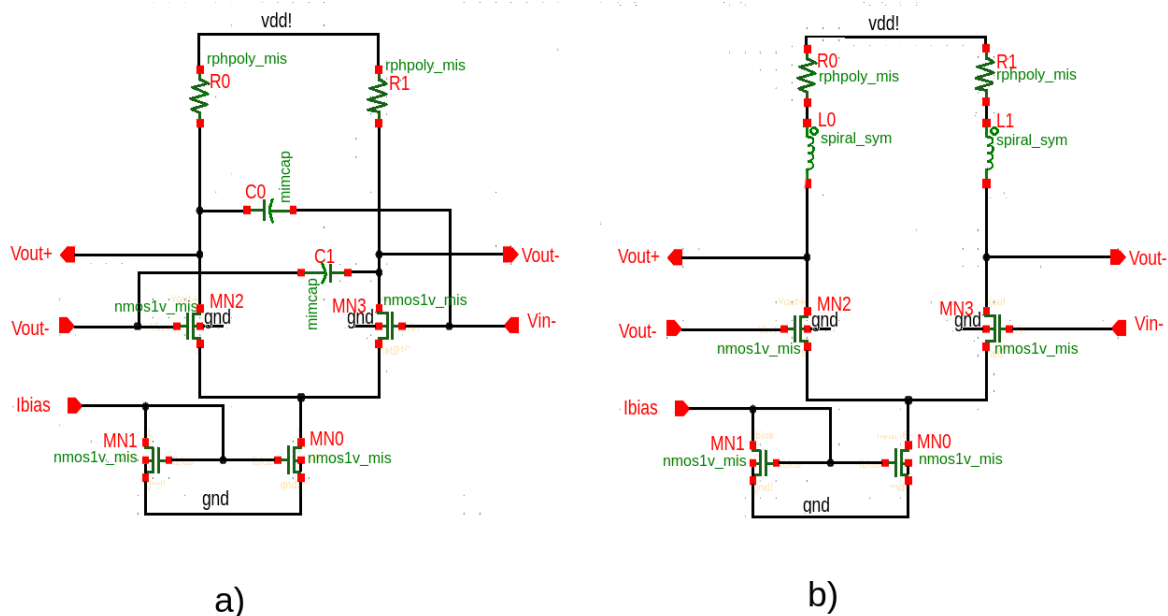 vdd!
rphpoly_mis
R0
rphpoly_mis
R1
C0
mimcap
Vout+
Vout-
C1
mimcap
nmos1v_mis
MN2
gnd
MN3
gnd
nmos1v_mis
Vout-
Vin-
Ibias
MN1
nmos1v_mis
MN0
nmos1v_mis
gnd
a)
vdd!
R0
rphpoly_mis
R1
rphpoly_mis
L0
spiral_sym
L1
spiral_sym
Vout+
Vout-
MN2
gnd
nmos1v_mis
MN3
gnd
nmos1v_mis
Vout-
Vin-
Ibias
MN1
nmos1v_mis
MN0
nmos1v_mis
gnd
b)